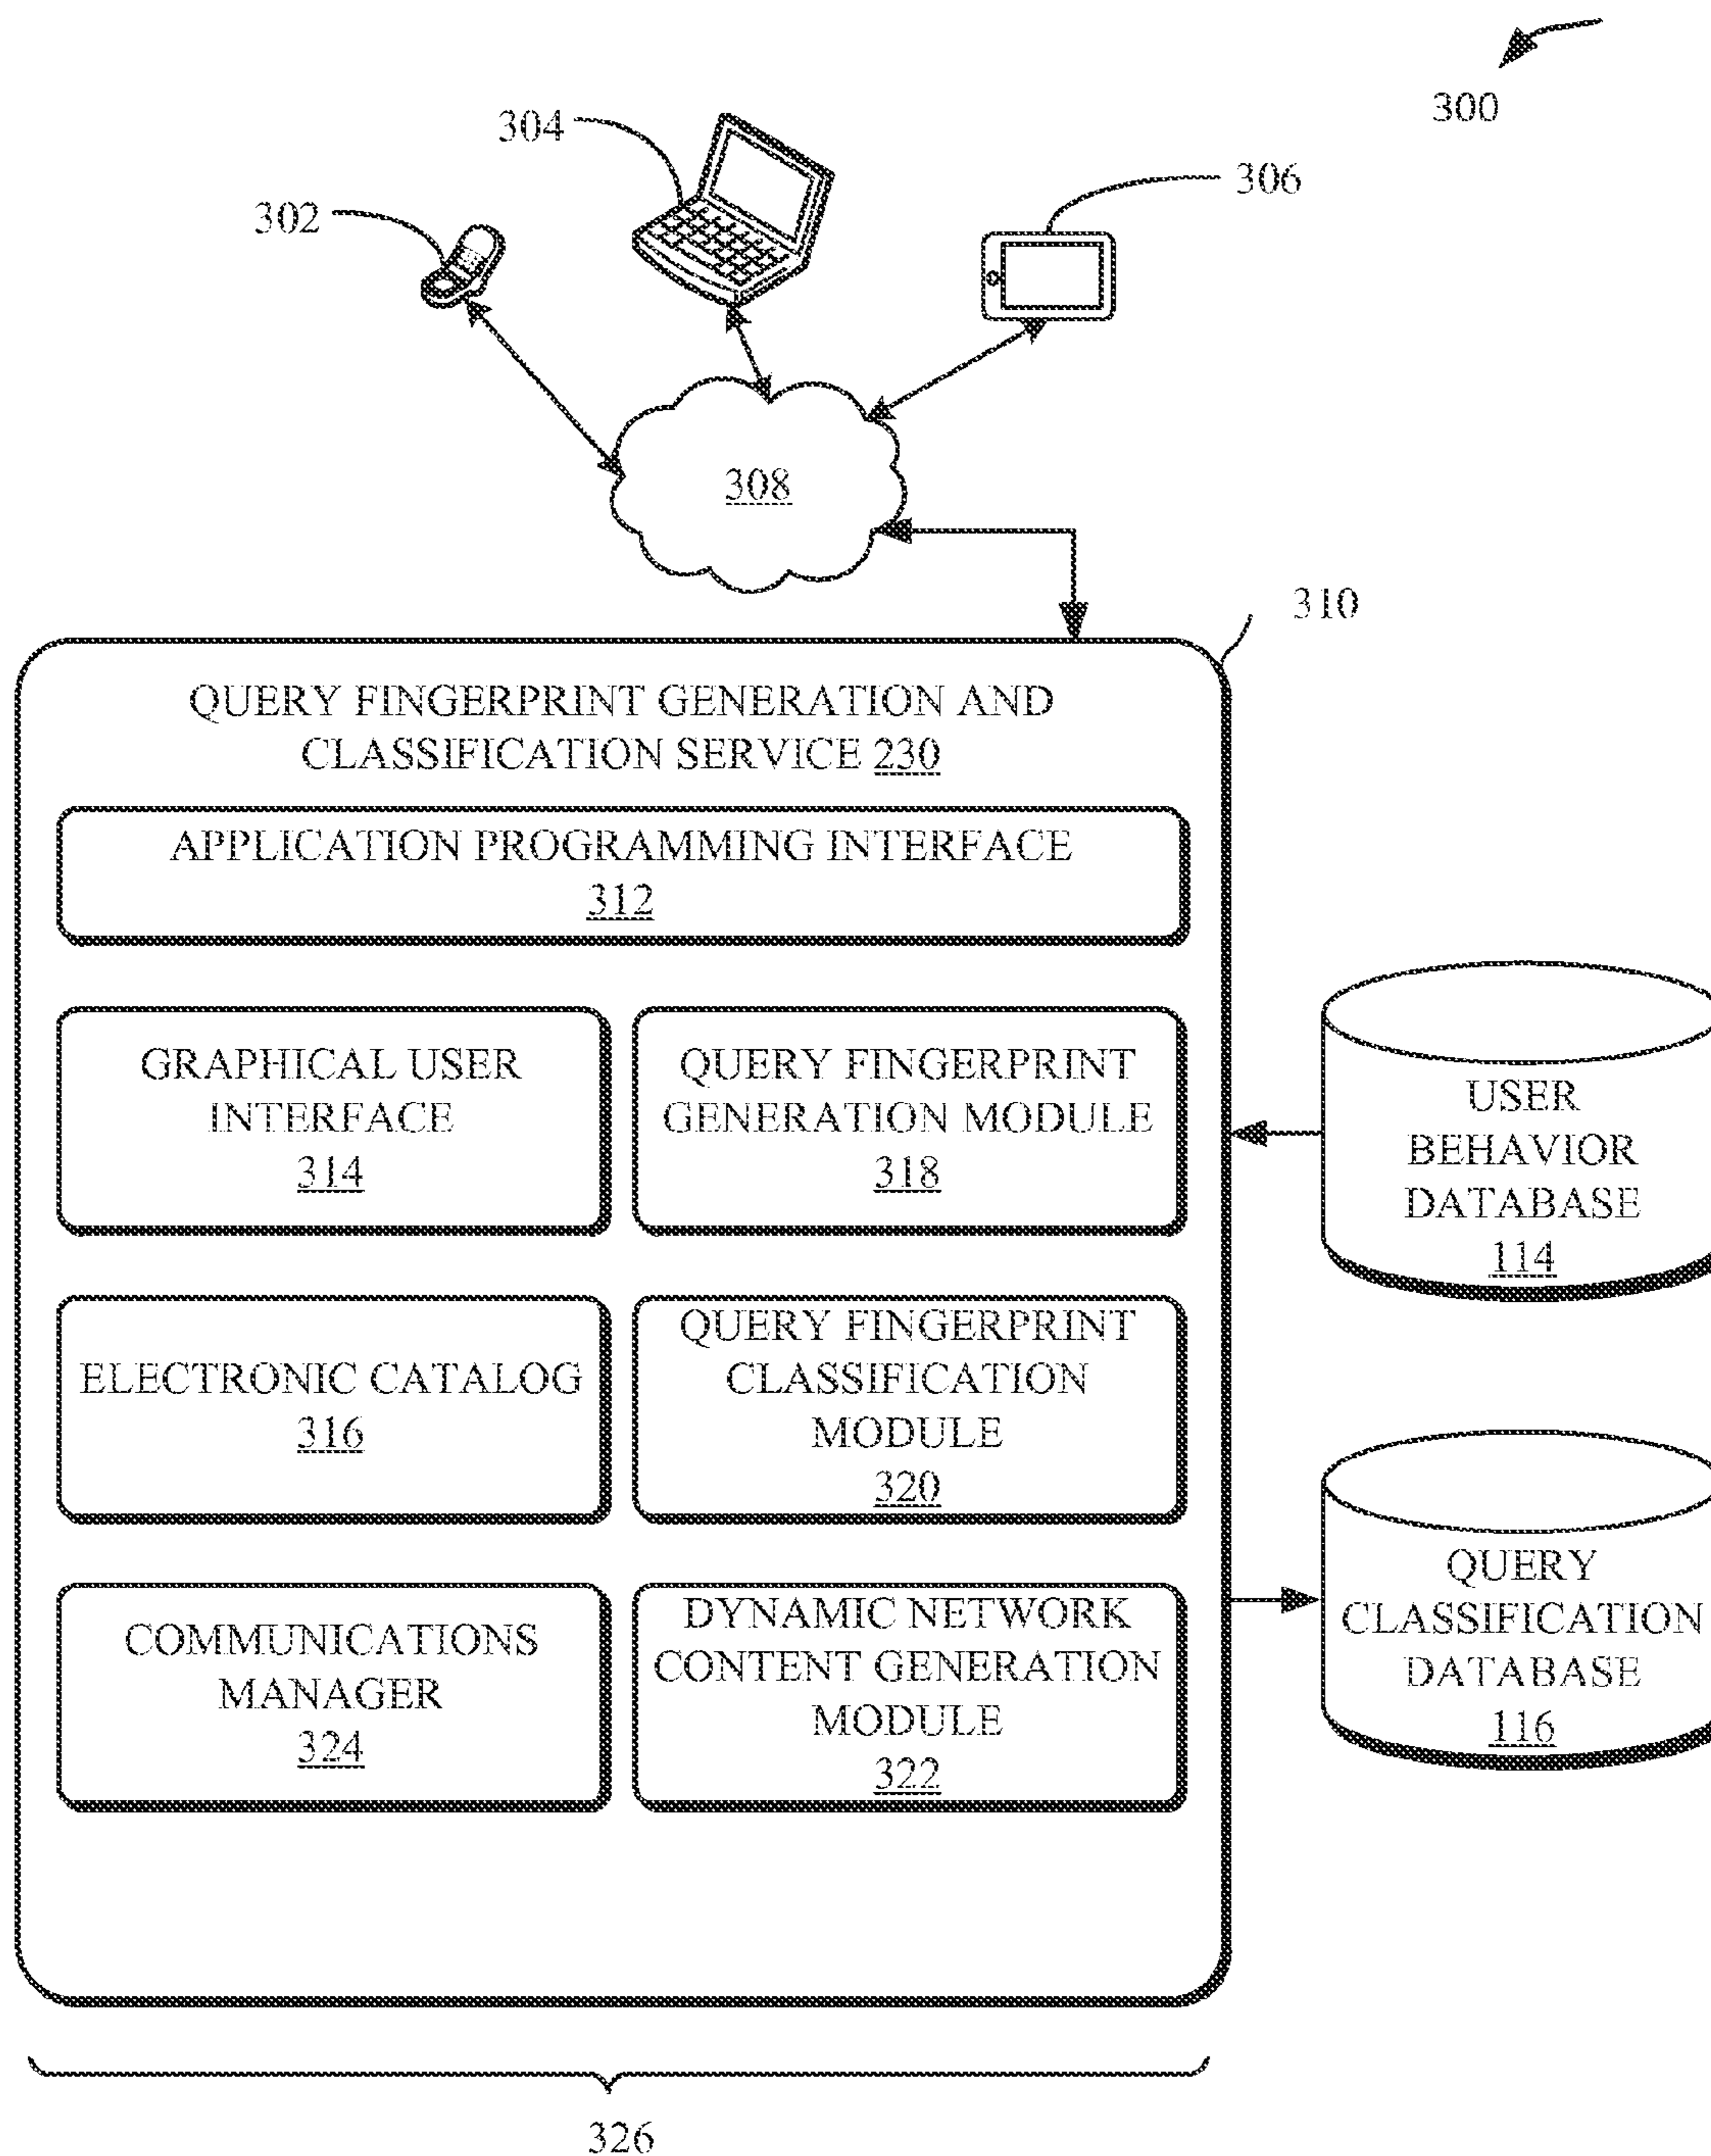 300
304
306
302
308
310
QUERY FINGERPRINT GENERATION AND
CLASSIFICATION SERVICE 230
APPLICATION PROGRAMMING INTERFACE
312
GRAPHICAL USER
INTERFACE
314
QUERY FINGERPRINT
GENERATION MODULE
318
USER
BEHAVIOR
DATABASE
114
ELECTRONIC CATALOG
316
QUERY FINGERPRINT
CLASSIFICATION
MODULE
320
COMMUNICATIONS
MANAGER
324
DYNAMIC NETWORK
CONTENT GENERATION
MODULE
322
QUERY
CLASSIFICATION
DATABASE
116
326